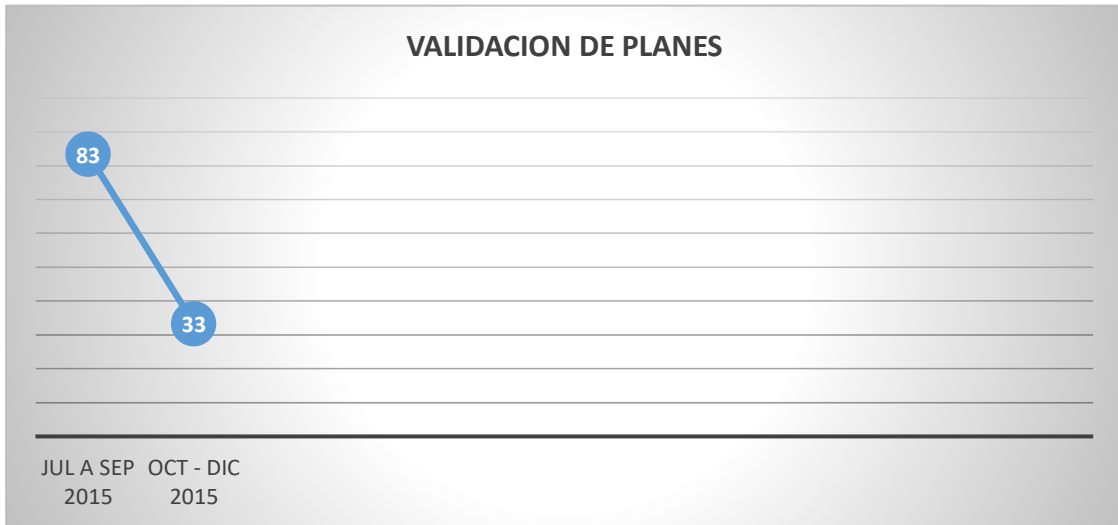 VALIDACION DE PLANES
83
33
JUL A SEP
2015
OCT - DIC
2015